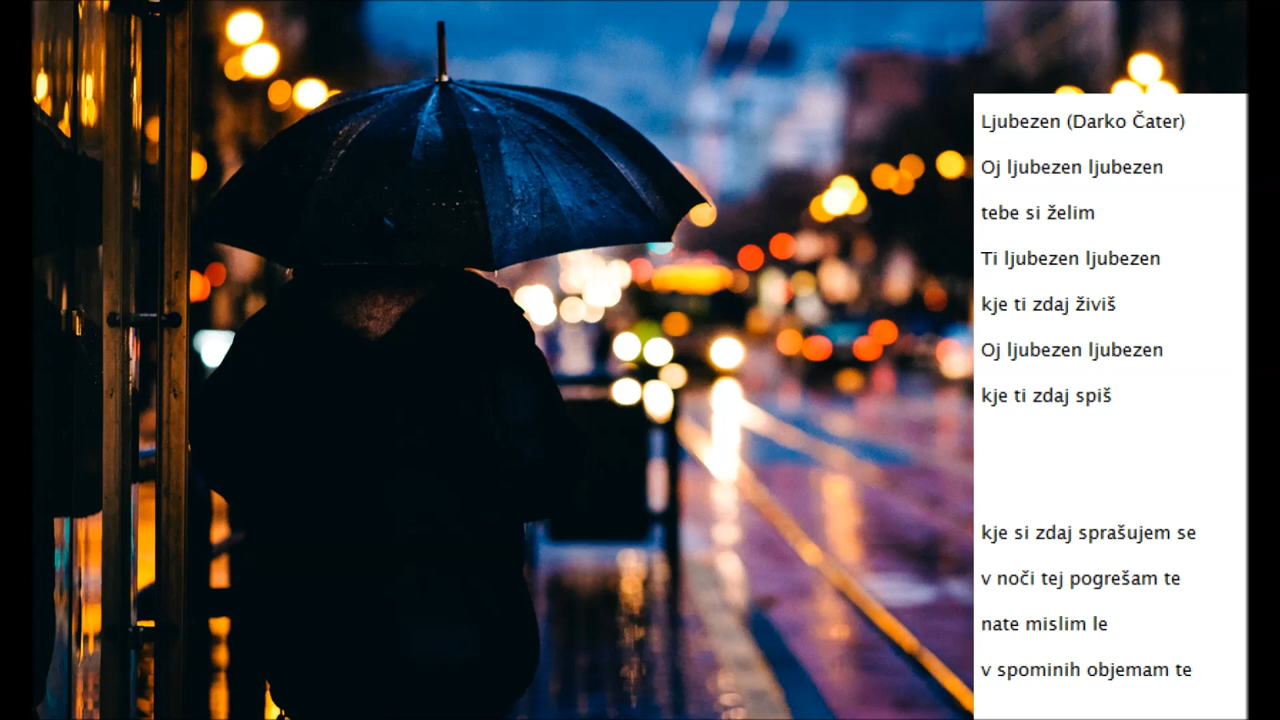 Ljubezen (Darko Čater)
Oj ljubezen ljubezen
tebe si želim
Ti ljubezen ljubezen
kje ti zdaj živiš
Oj ljubezen ljubezen
kje ti zdaj spiš
kje si zdaj sprašujem se
v noči tej pogrešam te
nate mislim le
v spominih objemam te